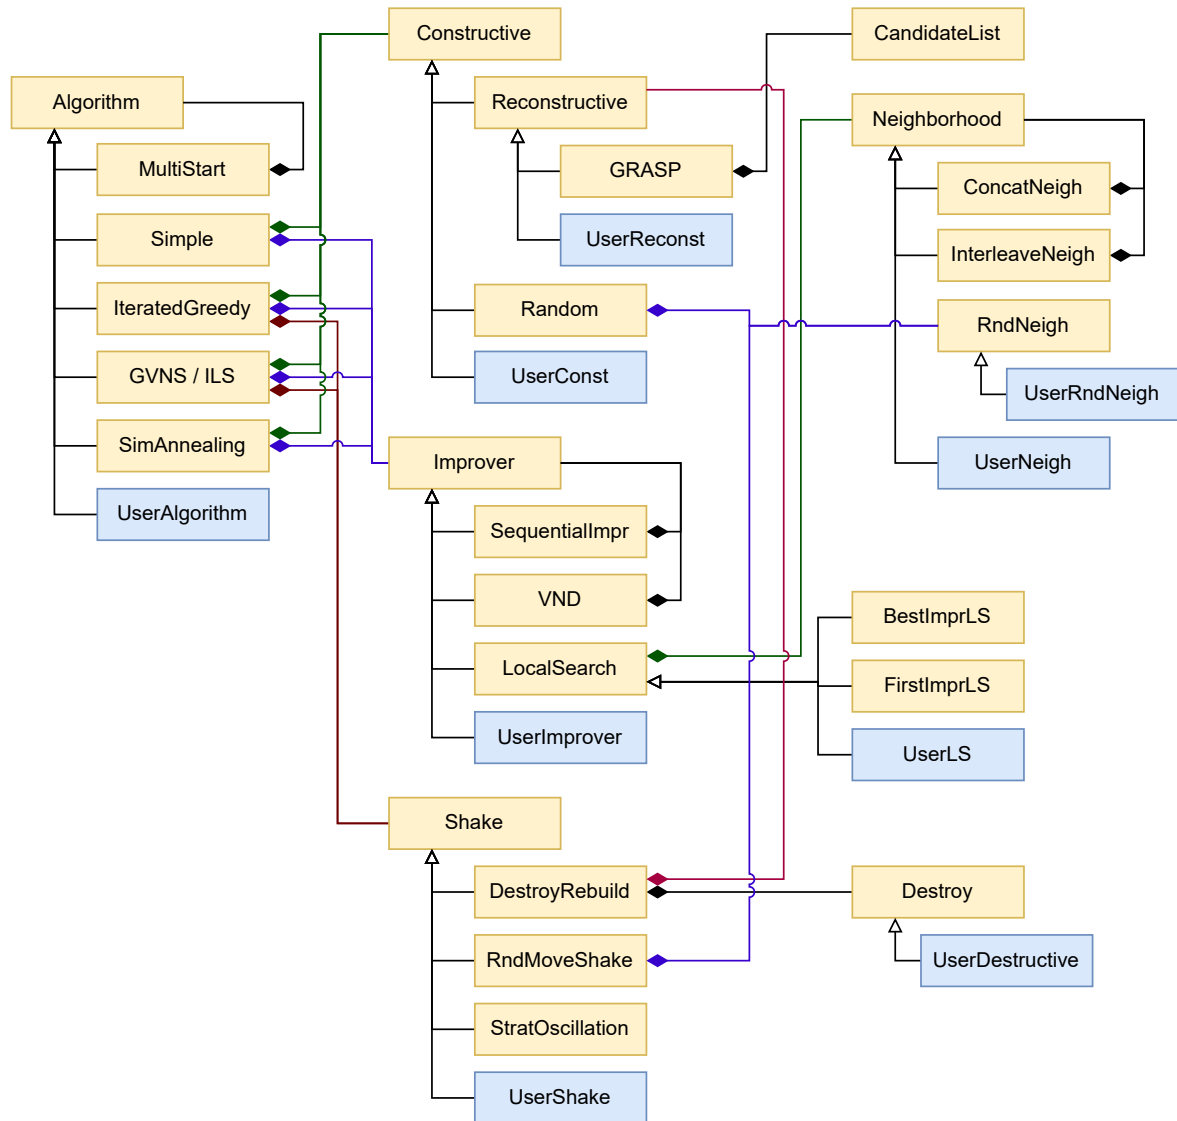 Constructive
CandidateList
Algorithm
Reconstructive
Neighborhood
MultiStart
GRASP
ConcatNeigh
Simple
UserReconst
InterleaveNeigh
IteratedGreedy
Random
RndNeigh
GVNS / ILS
UserConst
UserRndNeigh
SimAnnealing
Improver
UserNeigh
UserAlgorithm
SequentialImpr
VND
BestImprLS
LocalSearch
FirstImprLS
UserImprover
UserLS
Shake
DestroyRebuild
Destroy
RndMoveShake
UserDestructive
StratOscillation
UserShake